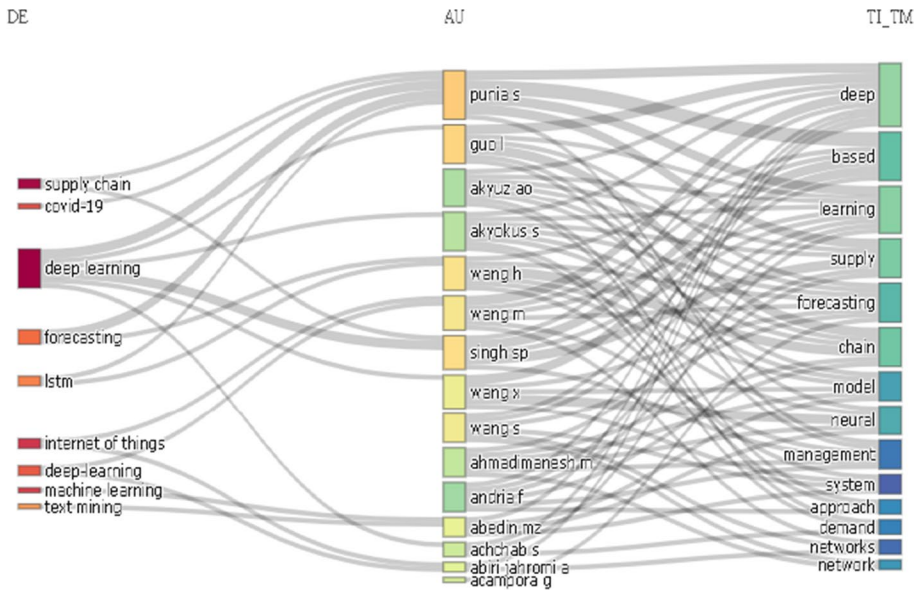 DE AU TI_TM
supply chain
covid-19
deep learning
forecasting
lstm
internet of things
deep-learning
machine learning
text mining
punia s
guo l
akyuz ao
akyokus s
wang h
wang m
singh sp
wang x
wang s
ahmadimanesh m
andria f
abedin mz
achchab s
abiri jahromi a
acampora g
deep
based
learning
supply
forecasting
chain
model
neural
management
system
approach
demand
networks
network